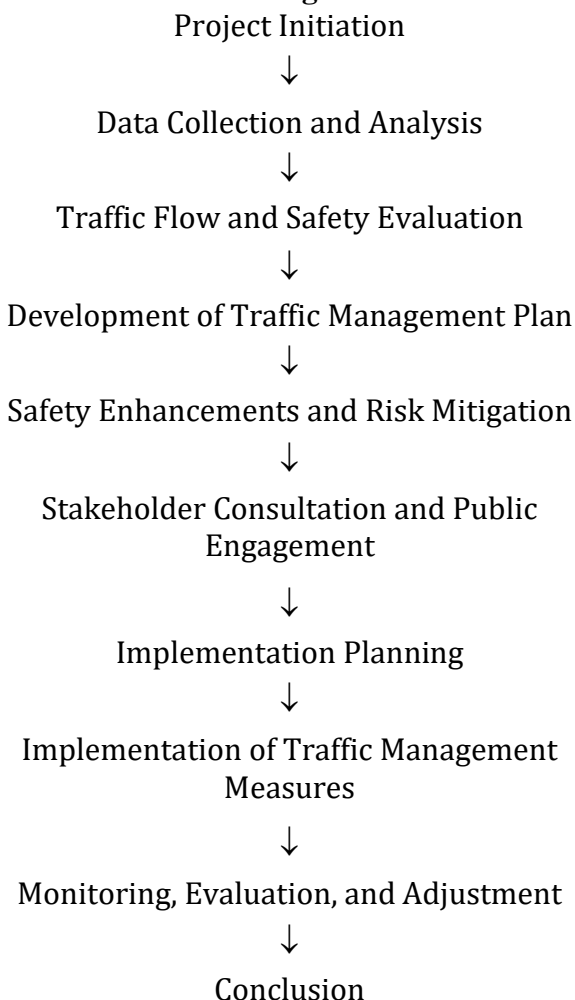 Project Initiation
↓
Data Collection and Analysis
↓
Traffic Flow and Safety Evaluation
↓
Development of Traffic Management Plan
↓
Safety Enhancements and Risk Mitigation
↓
Stakeholder Consultation and Public
Engagement
↓
Implementation Planning
↓
Implementation of Traffic Management
Measures
↓
Monitoring, Evaluation, and Adjustment
↓
Conclusion